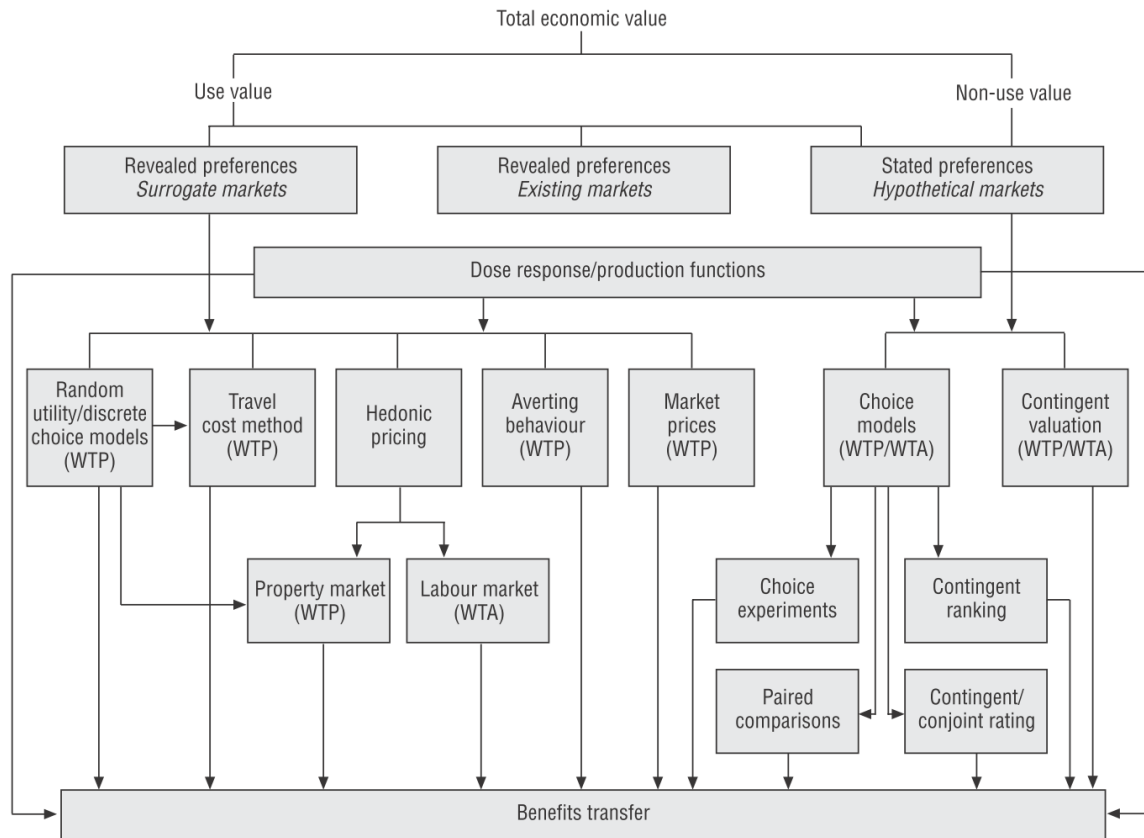 Total economic value
Use value
Non-use value
Revealed preferences
Surrogate markets
Revealed preferences
Existing markets
Stated preferences
Hypothetical markets
Dose response/production functions
Random
utility/discrete
choice models
(WTP)
Travel
cost method
(WTP)
Hedonic
pricing
Averting
behaviour
(WTP)
Market
prices
(WTP)
Choice
models
(WTP/WTA)
Contingent
valuation
(WTP/WTA)
Property market
(WTP)
Labour market
(WTA)
Choice
experiments
Contingent
ranking
Paired
comparisons
Contingent/
conjoint rating
Benefits transfer